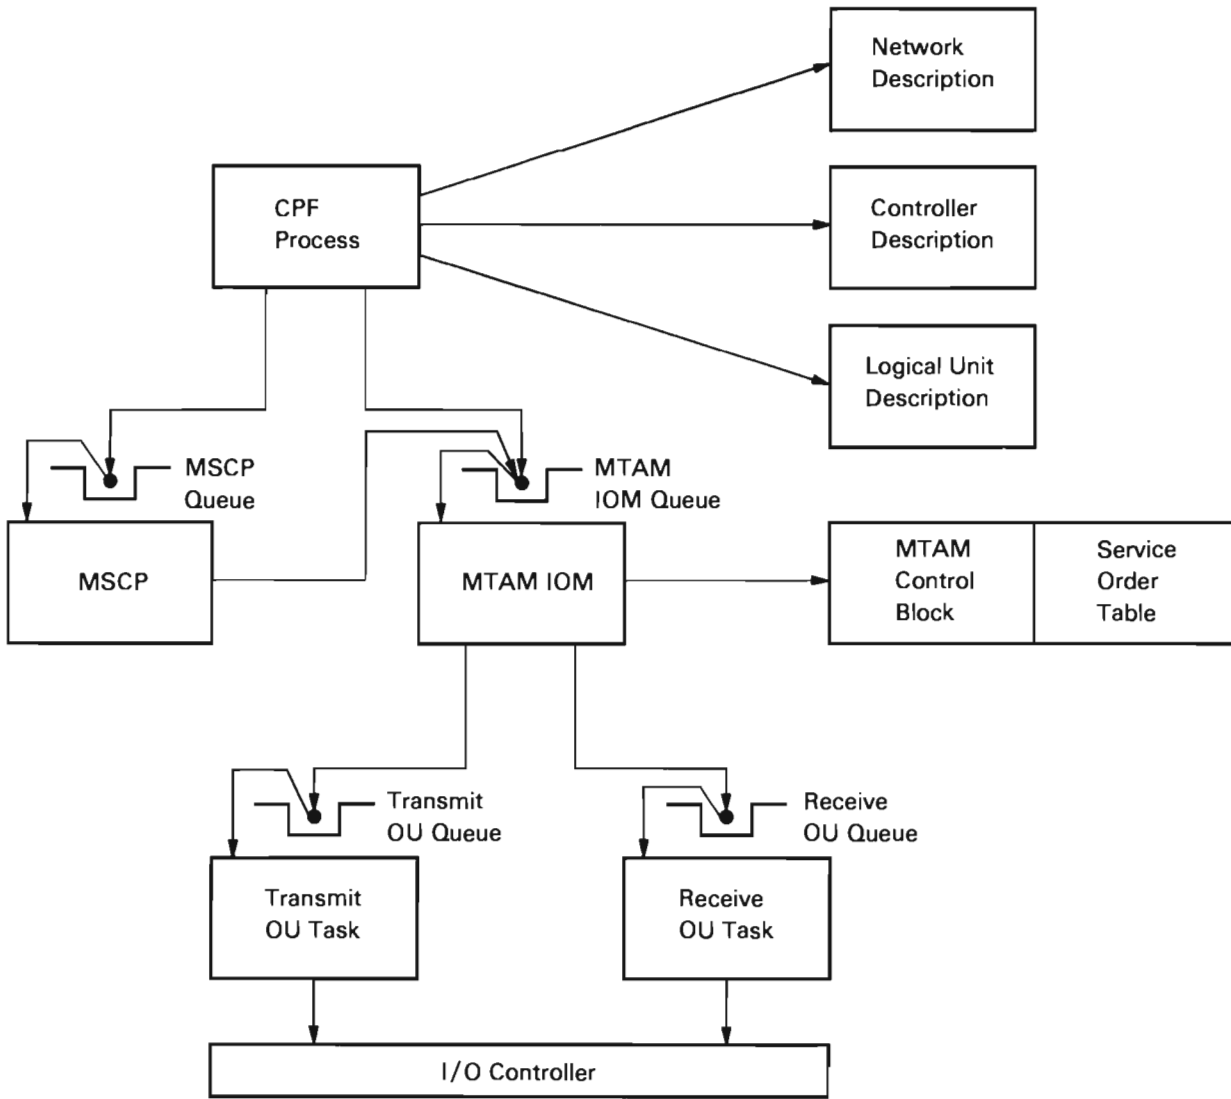 Network
Description
CPF
Process
Controller
Description
Logical Unit
Description
MSCP
Queue
MTAM
IOM Queue
MSCP
MTAM IOM
MTAM
Control
Block
Service
Order
Table
Transmit
OU Queue
Receive
OU Queue
Transmit
OU Task
Receive
OU Task
I/O Controller